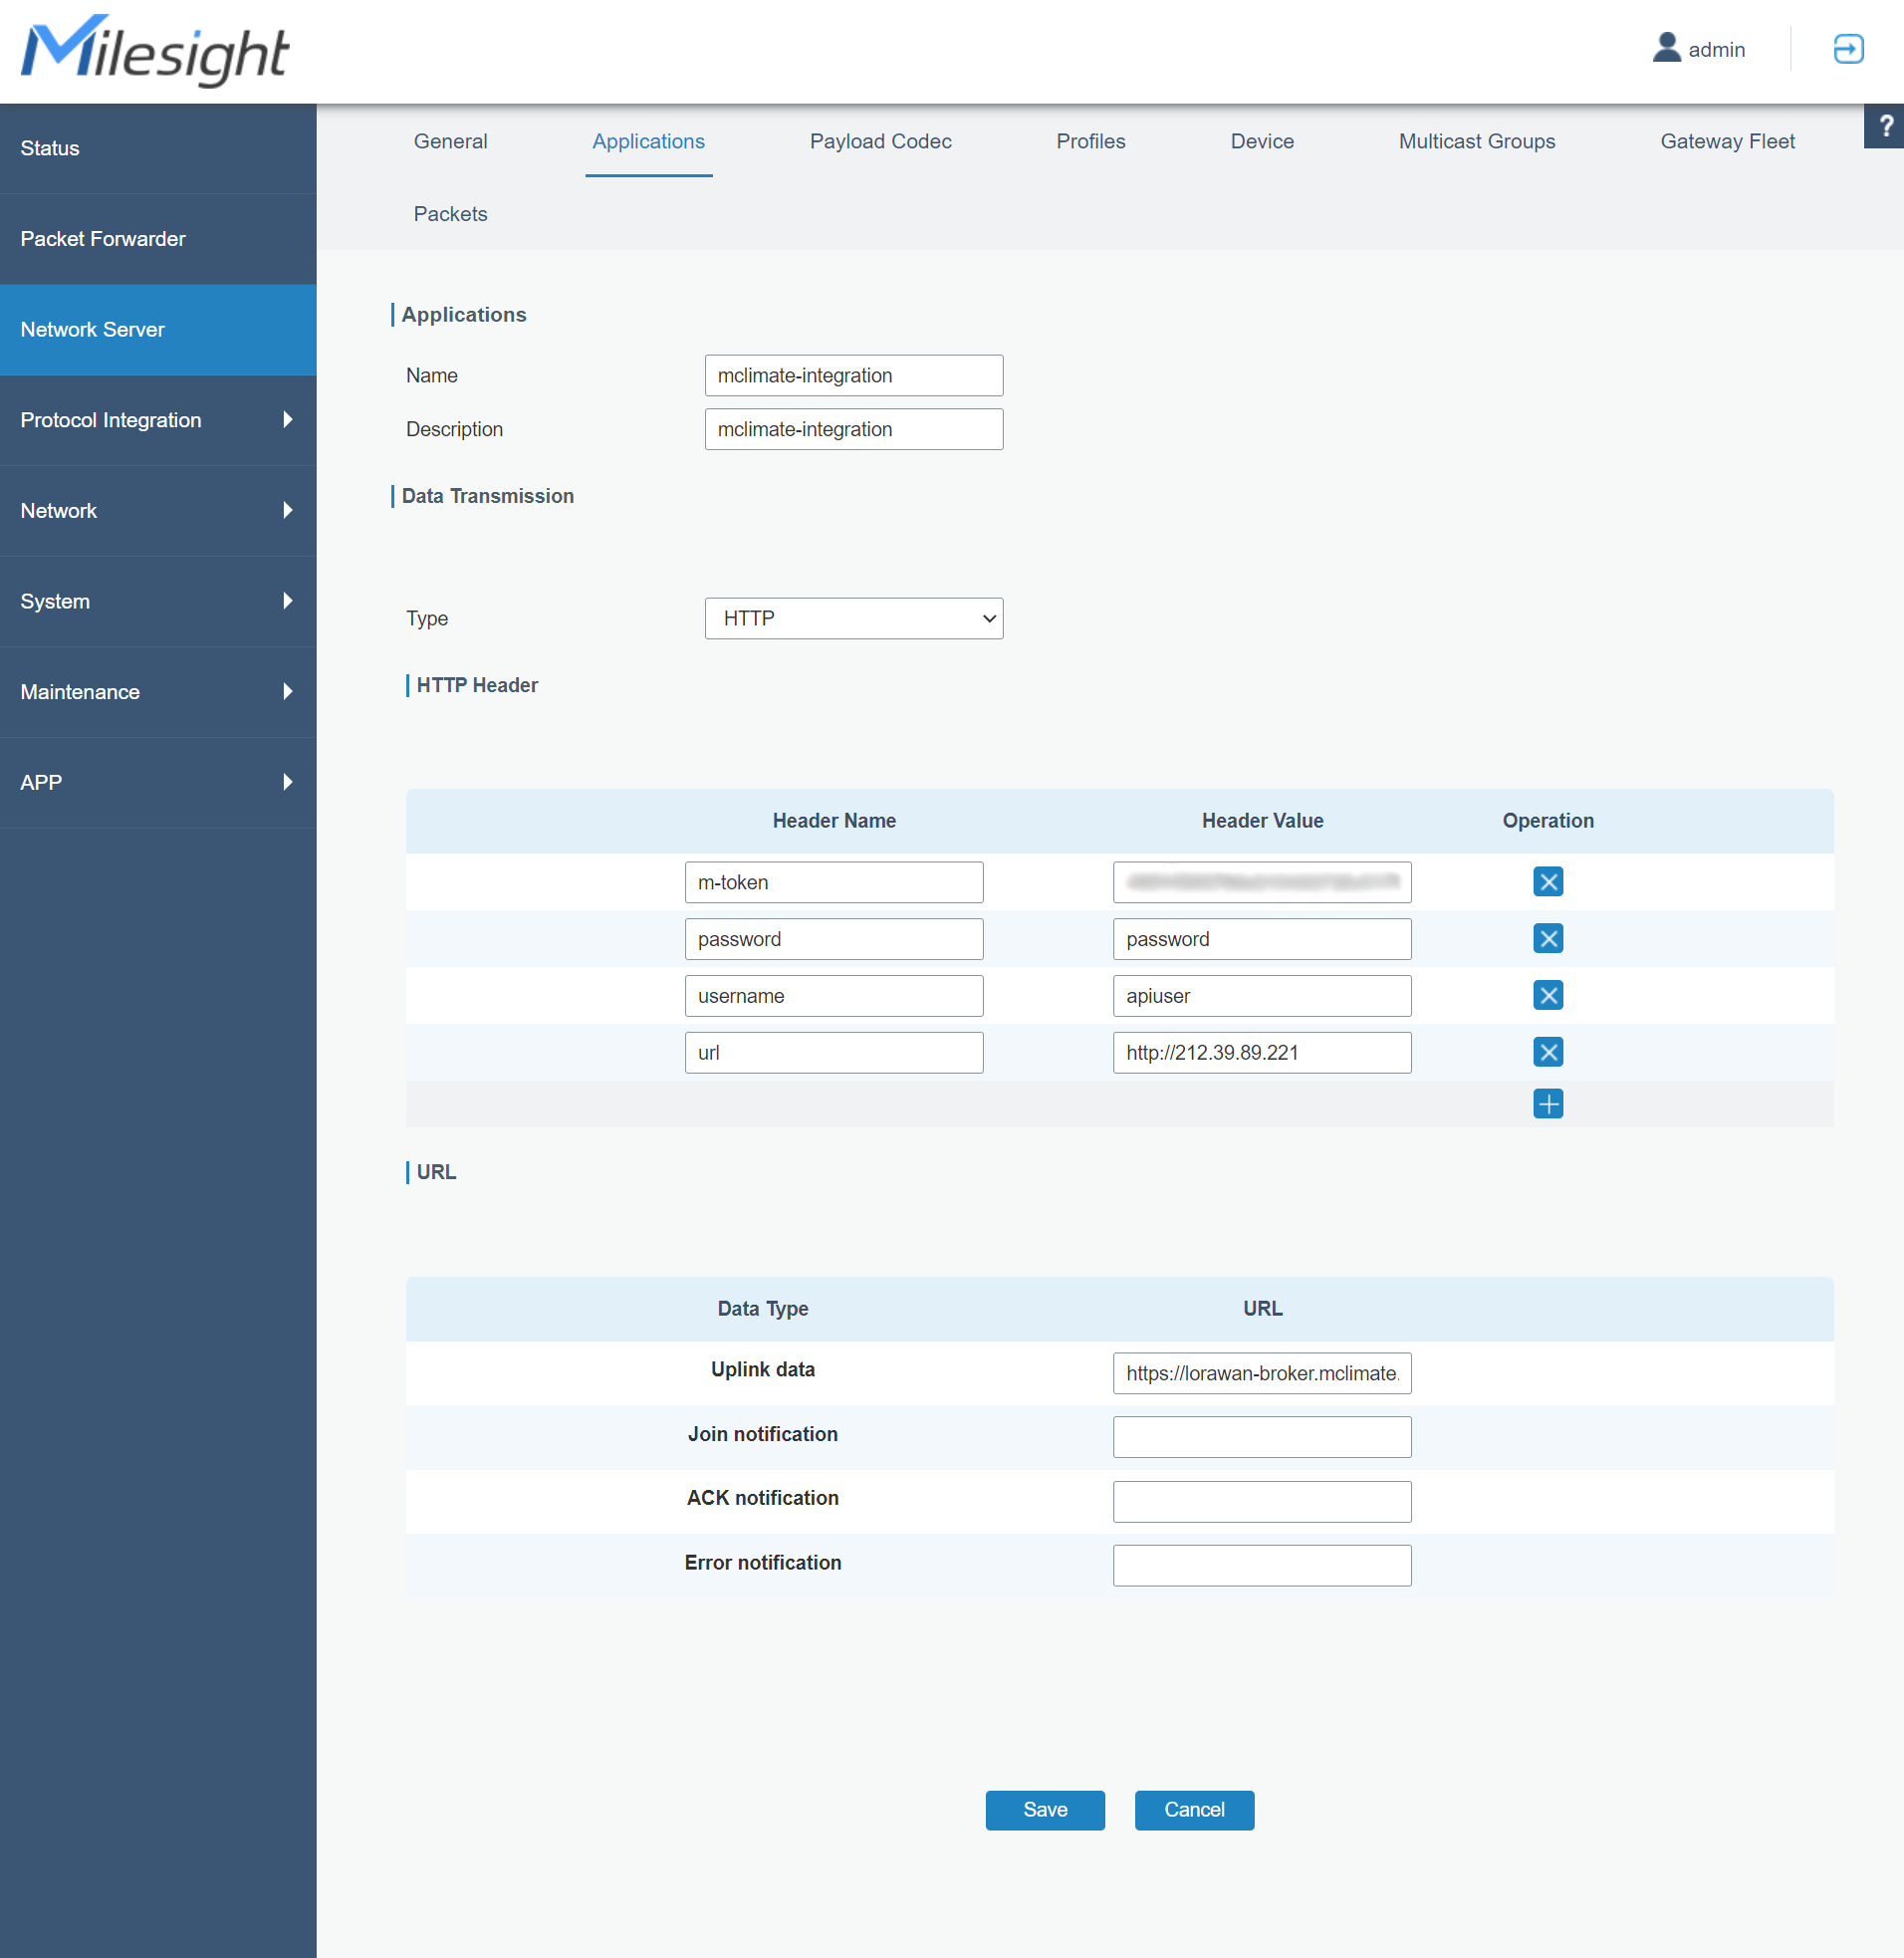 Milesight
admin
Status
Packet Forwarder
Network Server
Protocol Integration
Network
System
Maintenance
APP
General Applications Payload Codec Profiles Device Multicast Groups Gateway Fleet ?
Packets
Applications
Name mclimate-integration
Description mclimate-integration
Data Transmission
Type HTTP
HTTP Header
Header Name Header Value Operation
m-token
password password
username apiuser
url http://212.39.89.221
URL
Data Type URL
Uplink data https://lorawan-broker.mclimate.
Join notification
ACK notification
Error notification
Save Cancel